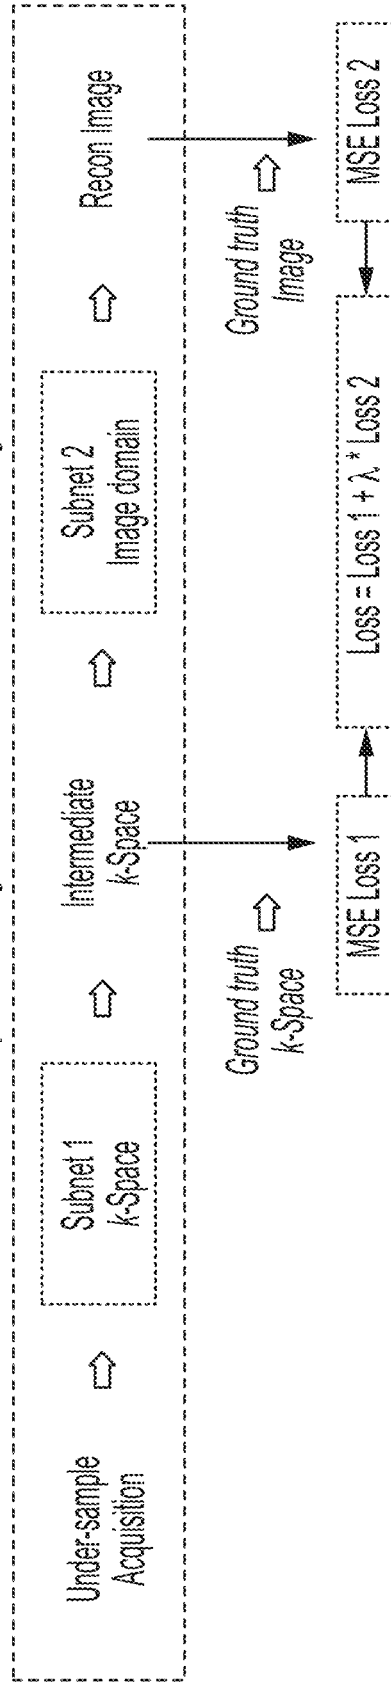 Under-sample
Acquisition
Subnet 1
k-Space
Intermediate
k-Space
Subnet 2
Image domain
Recon Image
Ground truth
k-Space
Ground truth
Image
MSE Loss 1
Loss = Loss 1 + λ * Loss 2
MSE Loss 2